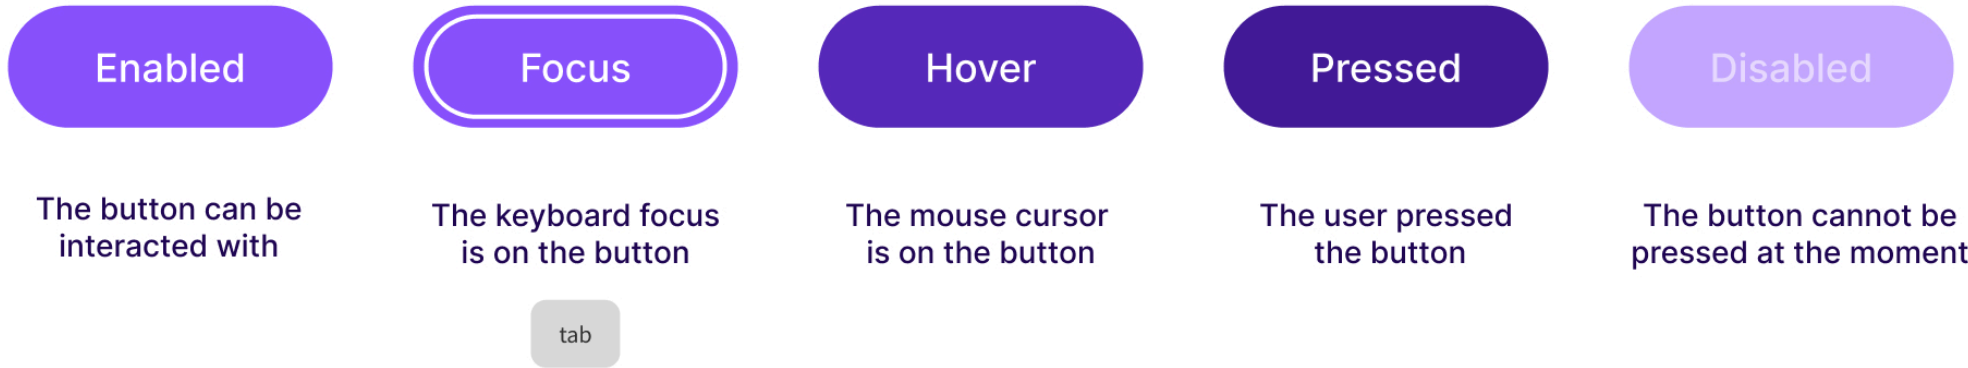 Enabled
Focus
Hover
Pressed
Disabled
The button can be
interacted with
The keyboard focus
is on the button
The mouse cursor
is on the button
The user pressed
the button
The button cannot be
pressed at the moment
tab